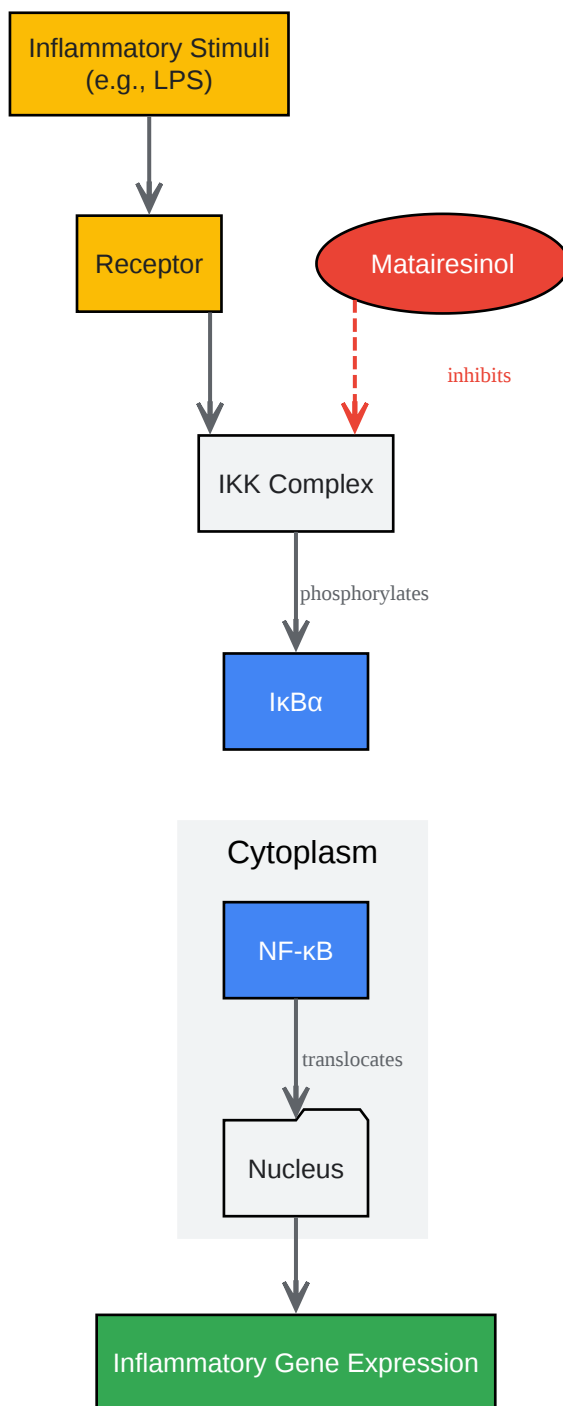 Inflammatory Stimuli
(e.g., LPS)
Receptor
Matairesinol
inhibits
IKK Complex
phosphorylates
IκBα
Cytoplasm
NF-κB
translocates
Nucleus
Inflammatory Gene Expression